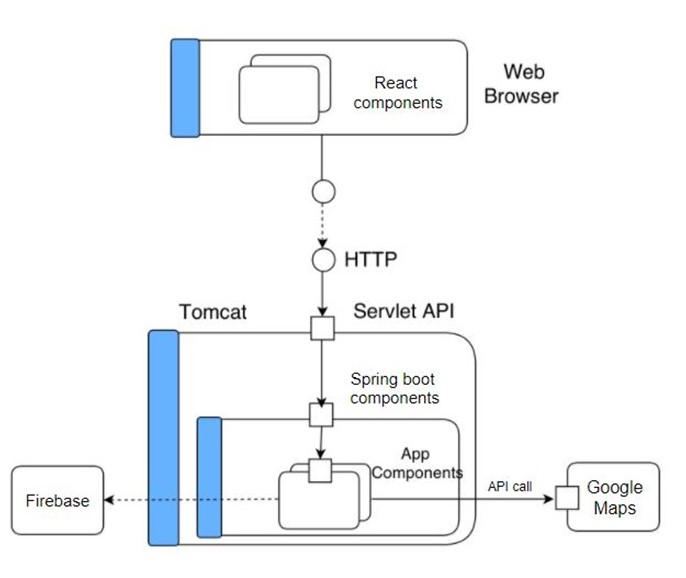 React
components
Web
Browser
HTTP
Tomcat
Servlet API
Spring boot
components
App
Components
Firebase
API call
Google
Maps